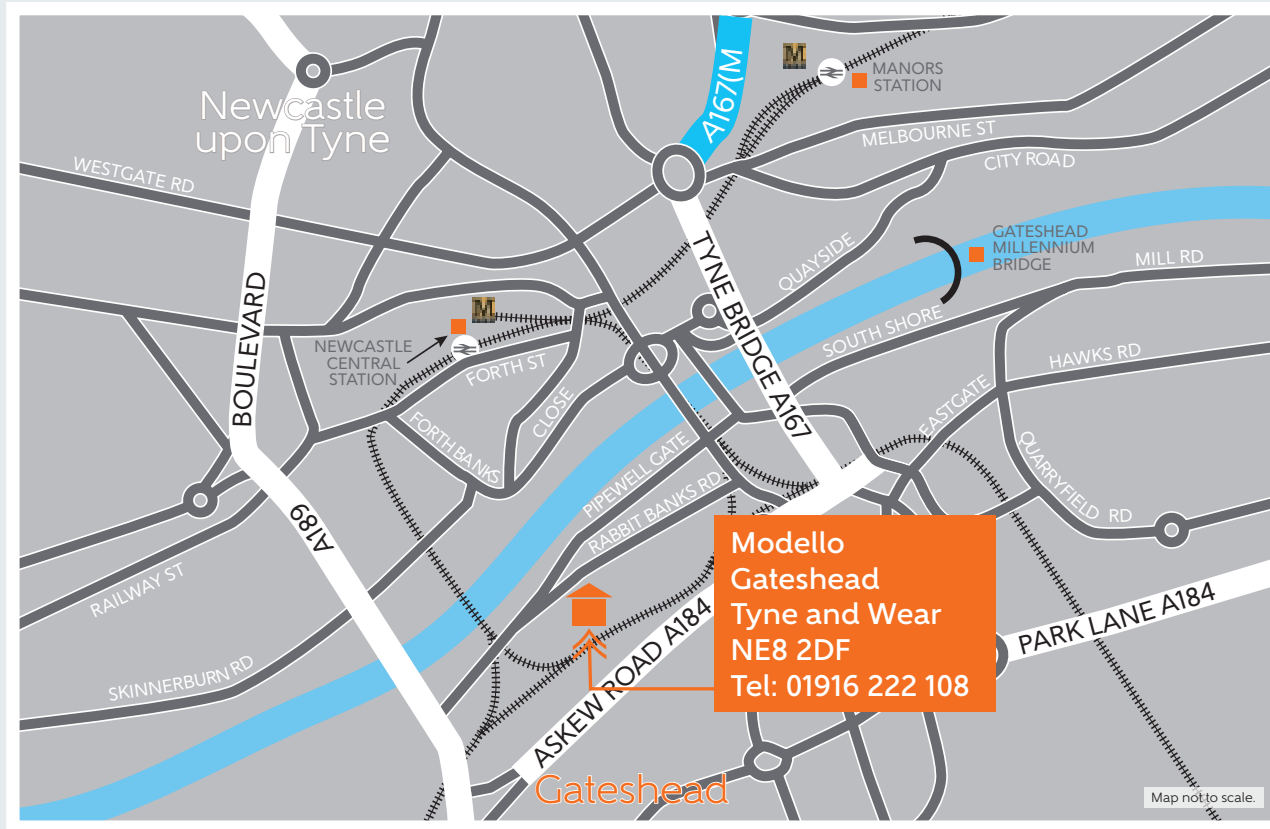 A167(M
M
MANORS
STATION
Newcastle
upon Tyne
MELBOURNE ST
CITY ROAD
WESTGATE RD
GATESHEAD
MILLENNIUM
BRIDGE
MILL RD
QUAYSIDE
TYNE BRIDGE A167
BOULEVARD
M
NEWCASTLE
CENTRAL
STATION
FORTH ST
SOUTH SHORE
HAWKS RD
CLOSE
EASTGATE
FORTH BANKS
PIPEWELL GATE
QUARRYFIELD RD
RABBIT BANKS RD
A189
RAILWAY ST
Modello
Gateshead
Tyne and Wear
NE8 2DF
Tel: 01916 222 108
PARK LANE A184
SKINNERBURN RD
ASKEW ROAD A184
Gateshead
Map not to scale.